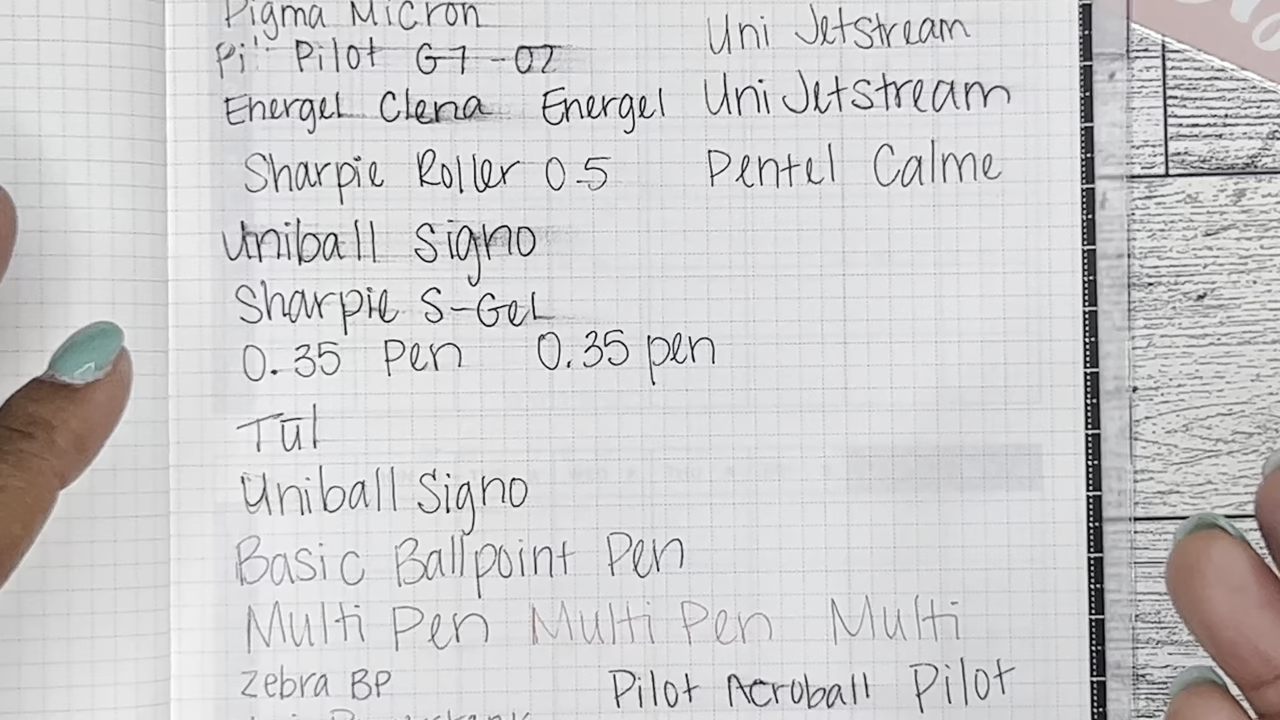 Pigma Micron
Uni Jetstream
Pi Pilot G7-02
Energel Clena Energel Uni Jetstream
Sharpie Roller 0.5 Pentel Calme
Uniball Signo
Sharpie S-Gel
0.35 Pen 0.35 pen
Tūl
Uniball Signo
Basic Ballpoint Pen
Multi Pen Multi Pen Multi
Zebra BP Pilot Acroball Pilot